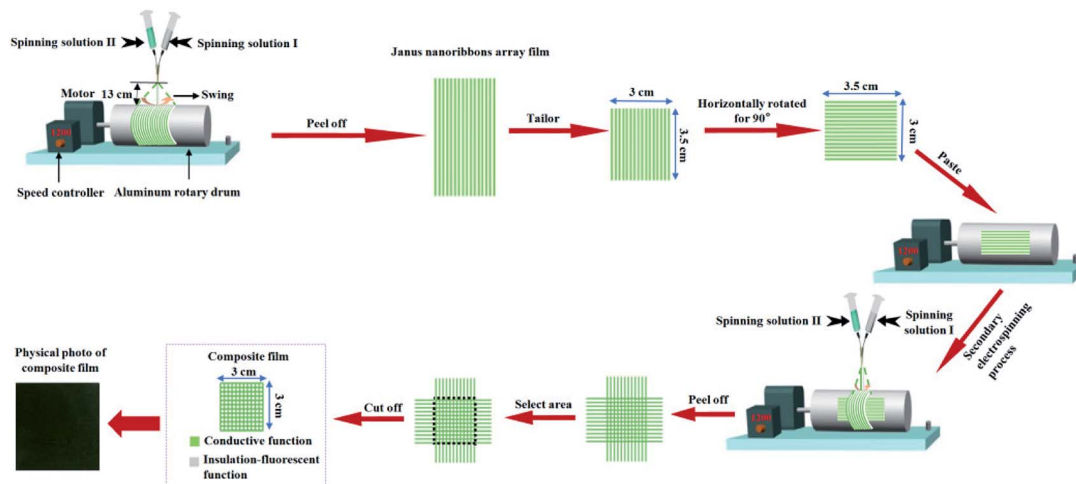 Spinning solution II
Spinning solution I
Motor
13 cm
Swing
1200
Speed controller
Aluminum rotary drum
Peel off
Janus nanoribbons array film
Tailor
3 cm
3.5 cm
Horizontally rotated
for 90°
3.5 cm
3 cm
Paste
1200
Secondary
electrospinning
process
Spinning solution II
Spinning
solution I
1200
Peel off
Select area
Cut off
Composite film
3 cm
3 cm
Conductive function
Insulation-fluorescent
function
Physical photo of
composite film